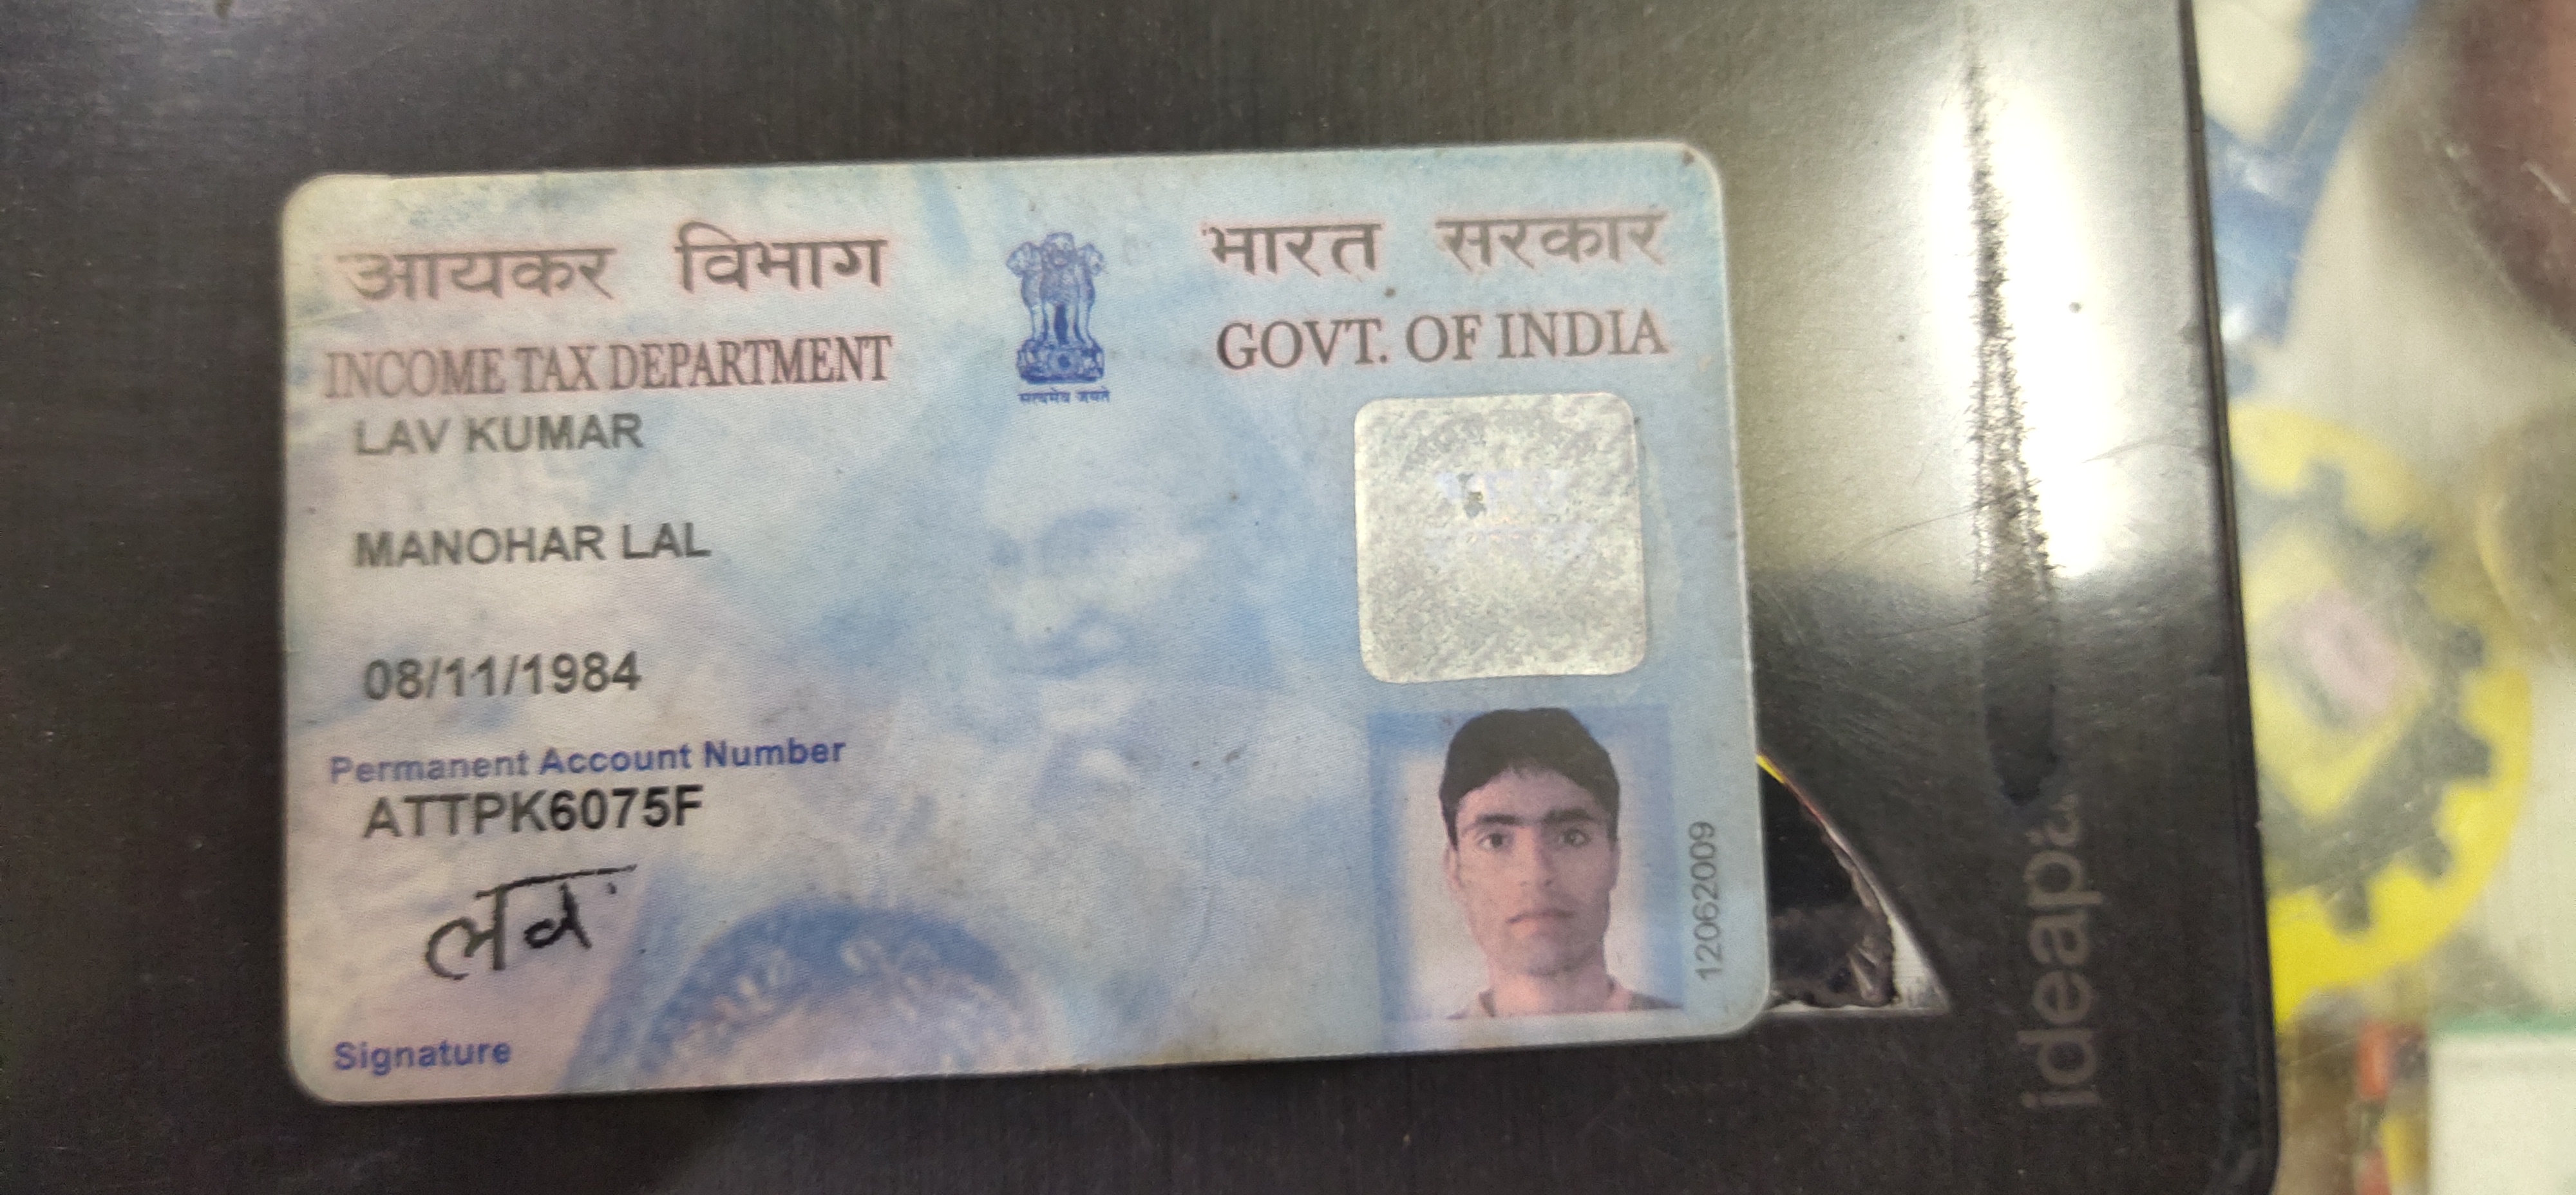 आयकर विभाग
INCOME TAX DEPARTMENT
भारत सरकार
GOVT. OF INDIA
सत्यमेव जयते
LAV KUMAR
MANOHAR LAL
08/11/1984
Permanent Account Number
ATTPK6075F
लव
Signature
12062009